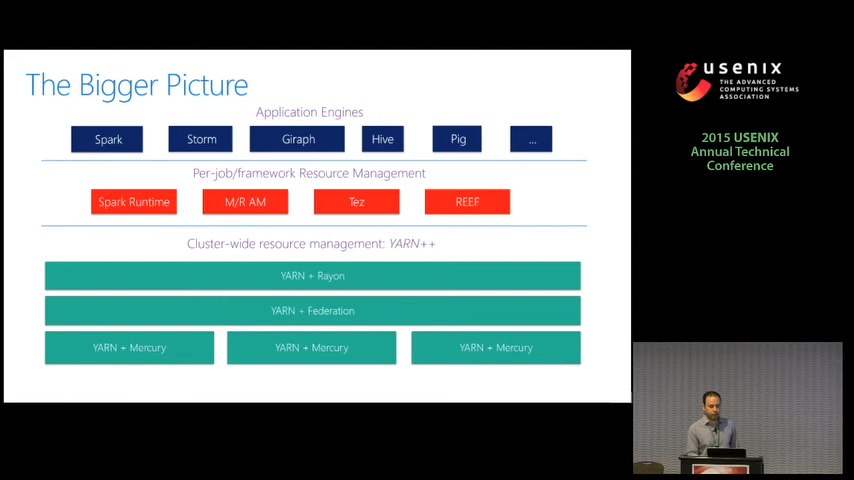 The Bigger Picture
Application Engines
Spark
Storm
Giraph
Hive
Pig
...
Per-job/framework Resource Management
Spark Runtime
M/R AM
Tez
REEF
Cluster-wide resource management: YARN++
YARN + Rayon
YARN + Federation
YARN + Mercury
YARN + Mercury
YARN + Mercury
usenix
THE ADVANCED
COMPUTING SYSTEMS
ASSOCIATION
2015 USENIX
Annual Technical
Conference